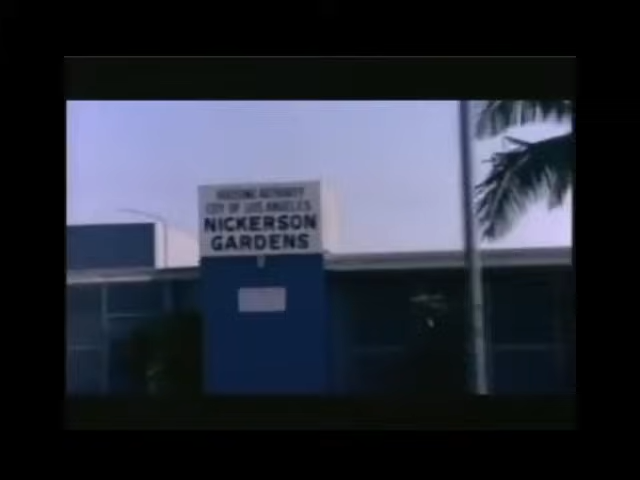 HOUSING AUTHORITY
CITY OF LOS ANGELES
NICKERSON
GARDENS